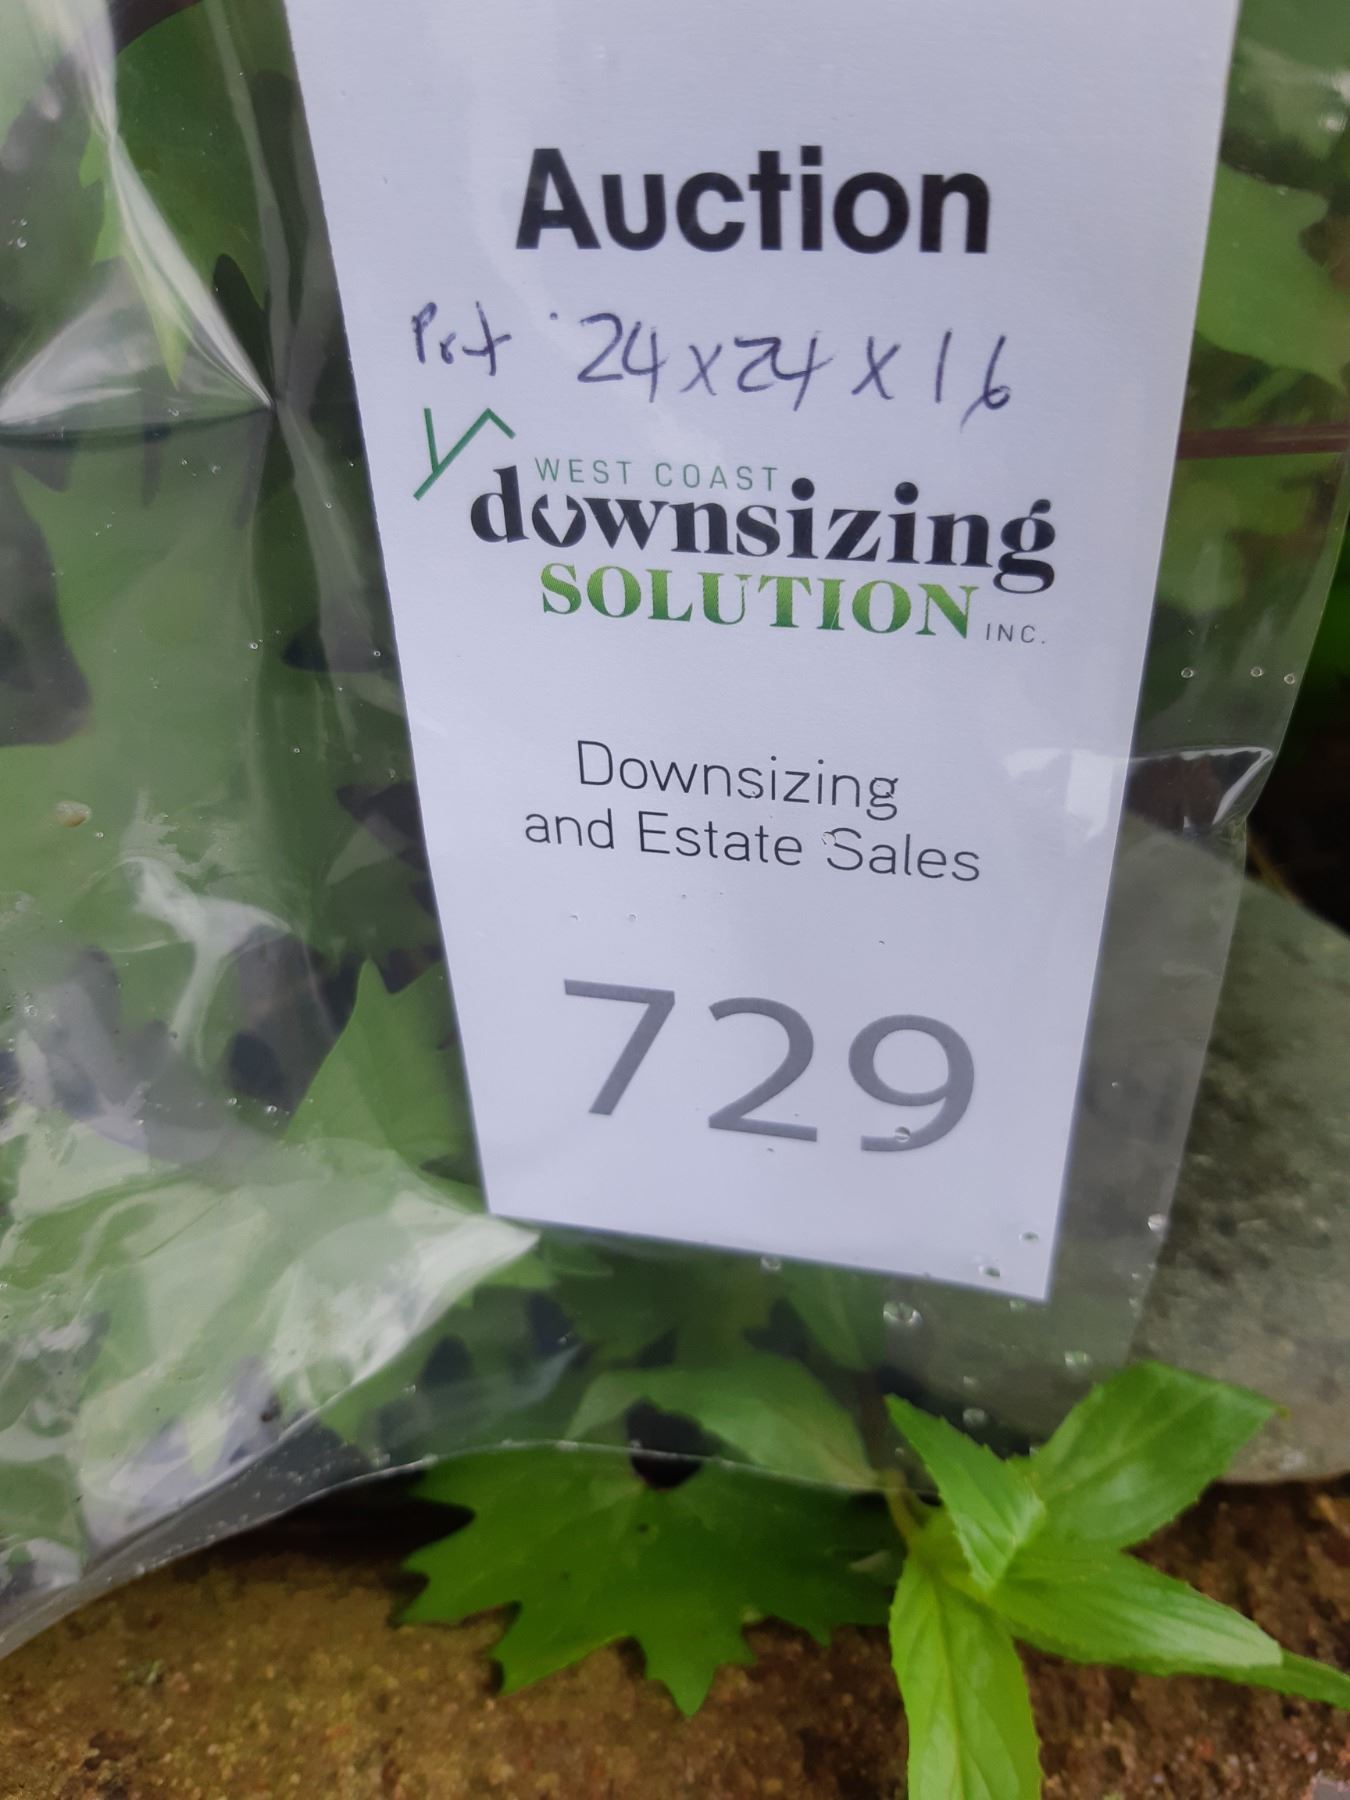 Auction
Pot 24x24x16
WEST COAST
downsizing
SOLUTION INC.
Downsizing
and Estate Sales
729